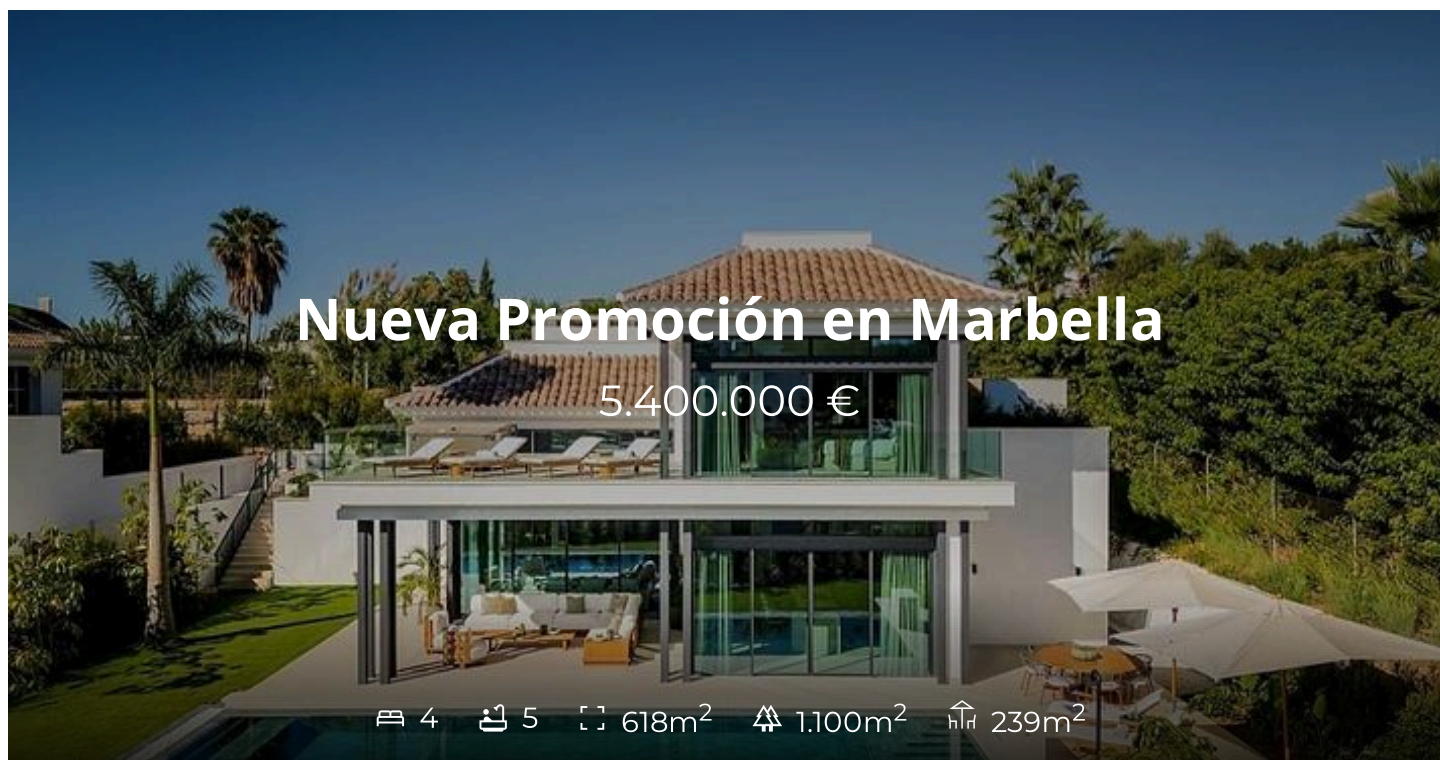 Nueva Promoción en Marbella
5.400.000 €
4 5 618m² 1.100m² 239m²